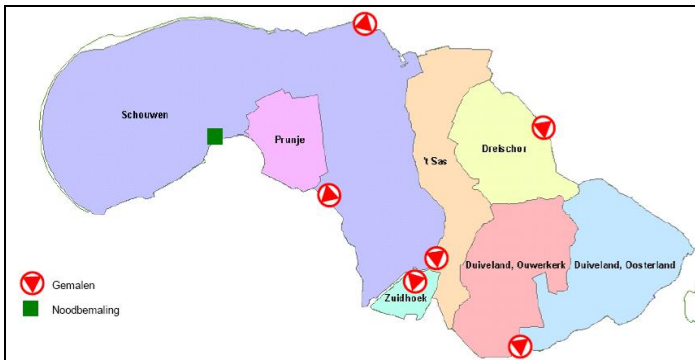 Schouwen
Prunje
't Sas
Dreischor
Duiveland, Ouwerkerk
Duiveland, Oosterland
Zuidhoek
Gemalen
Noodbemaling